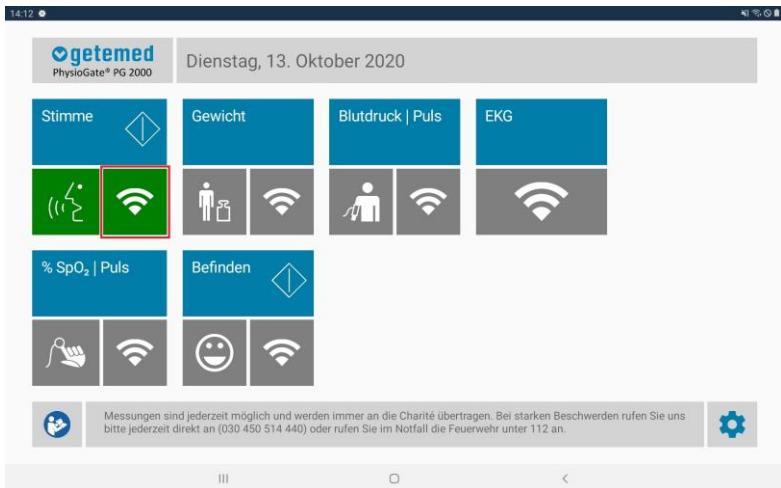 14:12
getemed
PhysioGate® PG 2000
Dienstag, 13. Oktober 2020
Stimme
Gewicht
Blutdruck | Puls
EKG
% SpO₂ | Puls
Befinden
Messungen sind jederzeit möglich und werden immer an die Charité übertragen. Bei starken Beschwerden rufen Sie uns
bitte jederzeit direkt an (030 450 514 440) oder rufen Sie im Notfall die Feuerwehr unter 112 an.